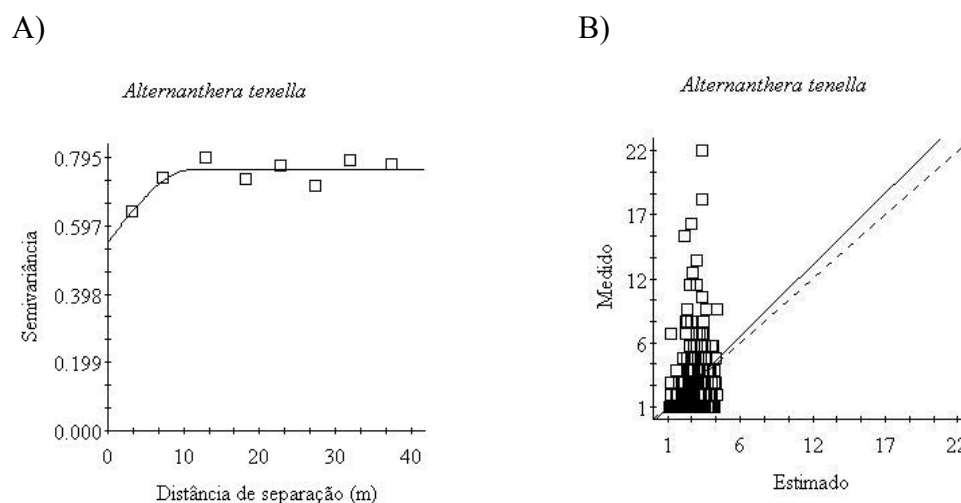 A)
B)
Alternanthera tenella
Alternanthera tenella
Semivariância
0.795
0.597
0.398
0.199
0.000
0 10 20 30 40
Distância de separação (m)
Medido
22
17
12
6
1
1 6 12 17 22
Estimado